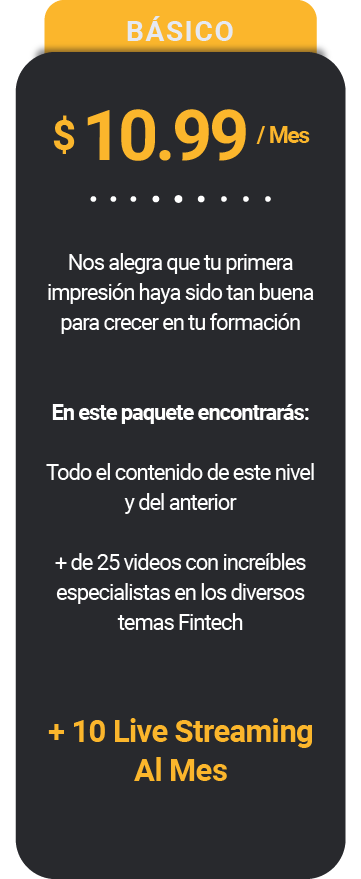 BÁSICO
$ 10.99 / Mes
Nos alegra que tu primera
impresión haya sido tan buena
para crecer en tu formación
En este paquete encontrarás:
Todo el contenido de este nivel
y del anterior
+ de 25 videos con increíbles
especialistas en los diversos
temas Fintech
+ 10 Live Streaming
Al Mes